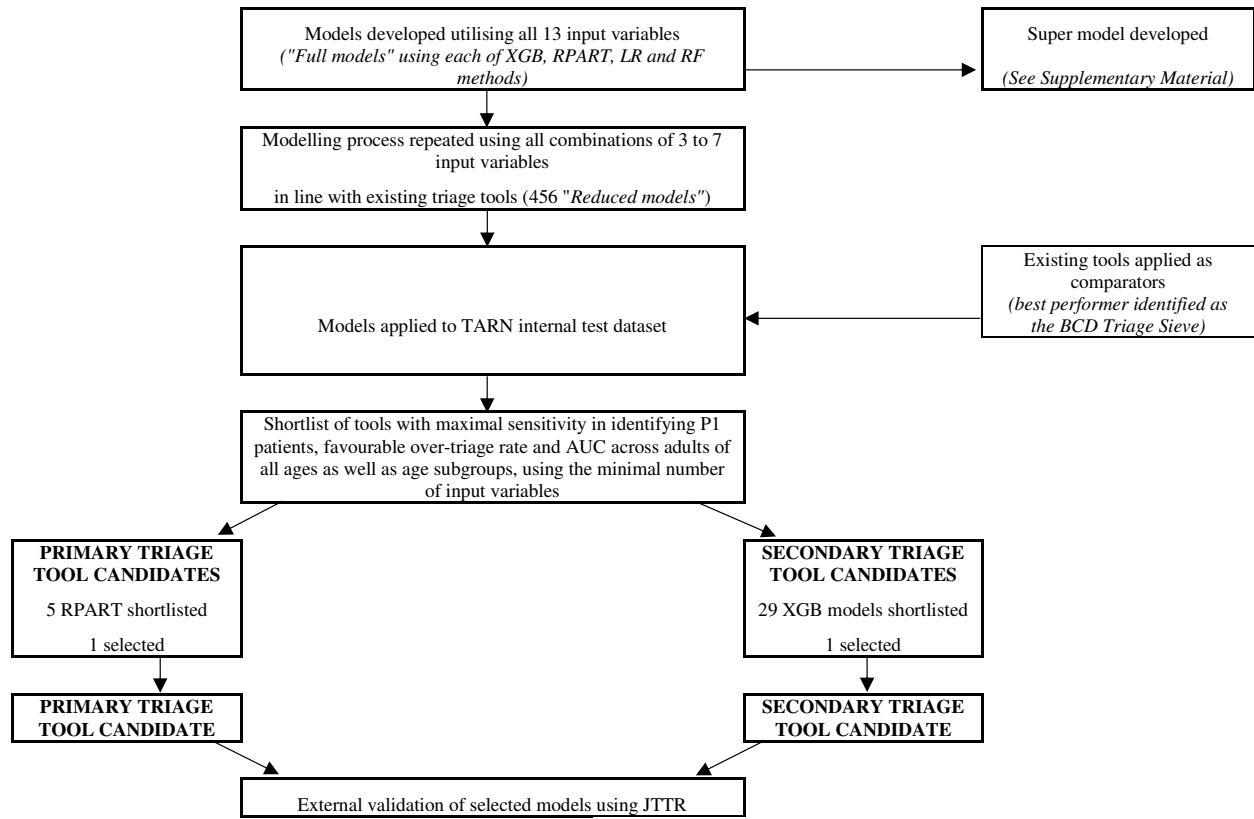 Models developed utilising all 13 input variables
("Full models" using each of XGB, RPART, LR and RF
methods)
Super model developed
(See Supplementary Material)
Modelling process repeated using all combinations of 3 to 7
input variables
in line with existing triage tools (456 "Reduced models")
Models applied to TARN internal test dataset
Existing tools applied as
comparators
(best performer identified as
the BCD Triage Sieve)
Shortlist of tools with maximal sensitivity in identifying P1
patients, favourable over-triage rate and AUC across adults of
all ages as well as age subgroups, using the minimal number
of input variables
PRIMARY TRIAGE
TOOL CANDIDATES
5 RPART shortlisted
1 selected
SECONDARY TRIAGE
TOOL CANDIDATES
29 XGB models shortlisted
1 selected
PRIMARY TRIAGE
TOOL CANDIDATE
SECONDARY TRIAGE
TOOL CANDIDATE
External validation of selected models using JTTR